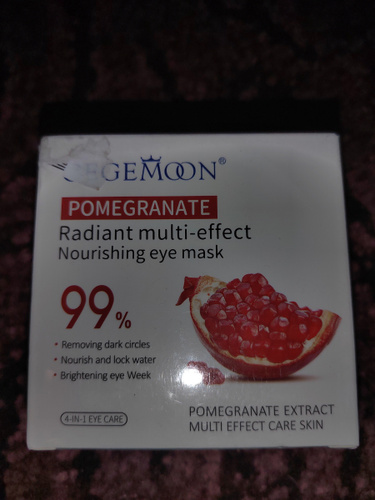 GEMOON®
POMEGRANATE
Radiant multi-effect
Nourishing eye mask
99%
• Removing dark circles
• Nourish and lock water
• Brightening eye Week
4-IN-1 EYE CARE
POMEGRANATE EXTRACT
MULTI EFFECT CARE SKIN